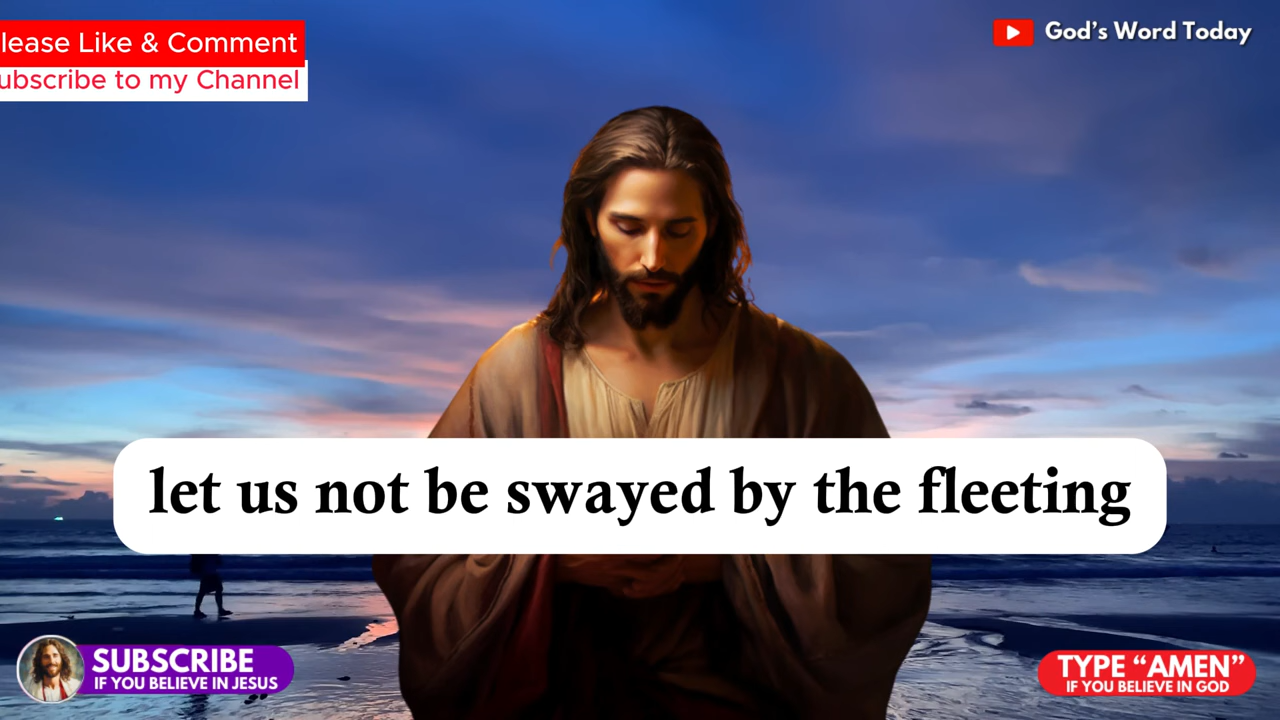 lease Like & Comment
ubscribe to my Channel
God's Word Today
let us not be swayed by the fleeting
SUBSCRIBE
IF YOU BELIEVE IN JESUS
TYPE “AMEN”
IF YOU BELIEVE IN GOD